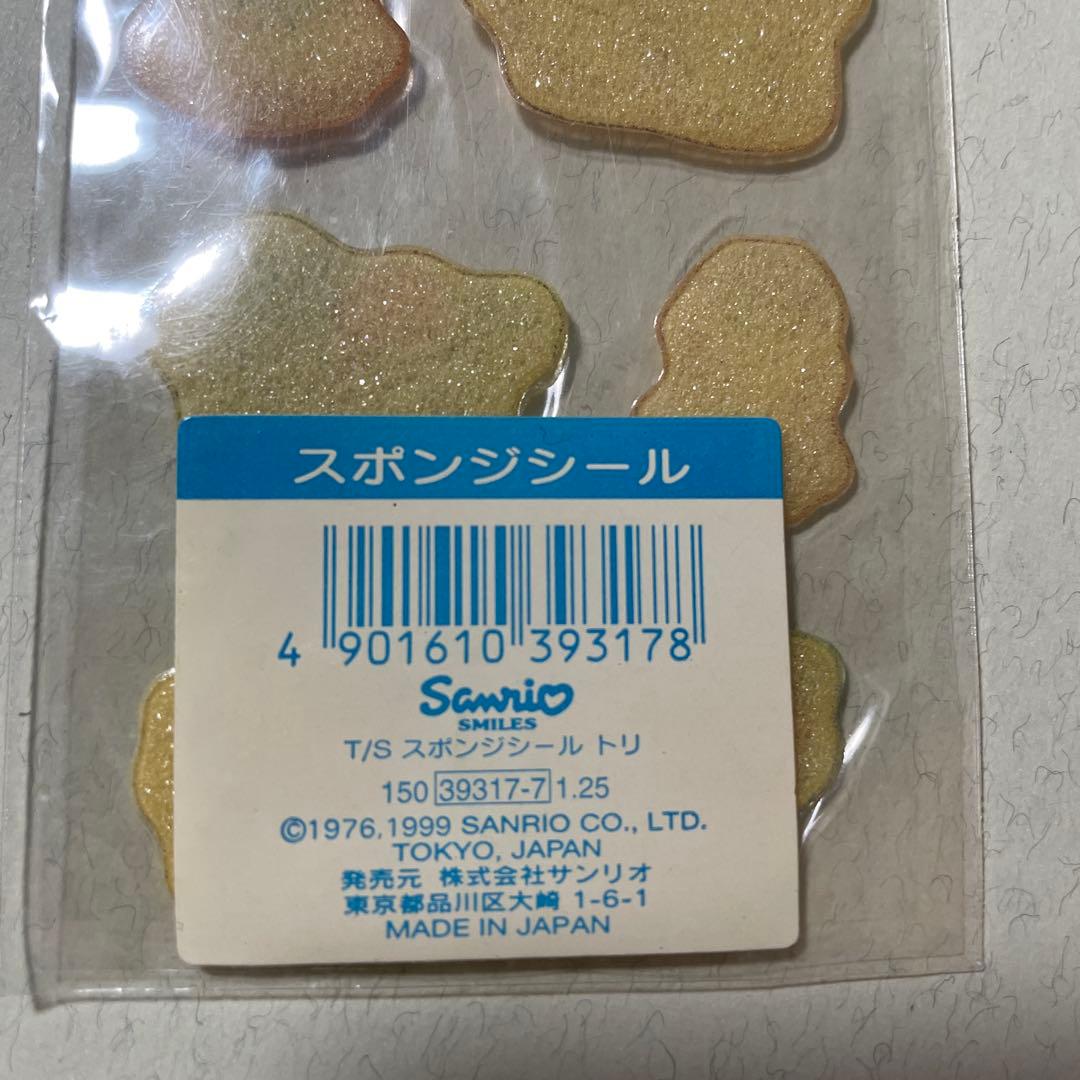 スポンジシール
4 901610 393178
Sanrio
SMILES
T/S スポンジシール トリ
150 39317-7 1.25
©1976,1999 SANRIO CO., LTD.
TOKYO, JAPAN
発売元 株式会社サンリオ
東京都品川区大崎 1-6-1
MADE IN JAPAN